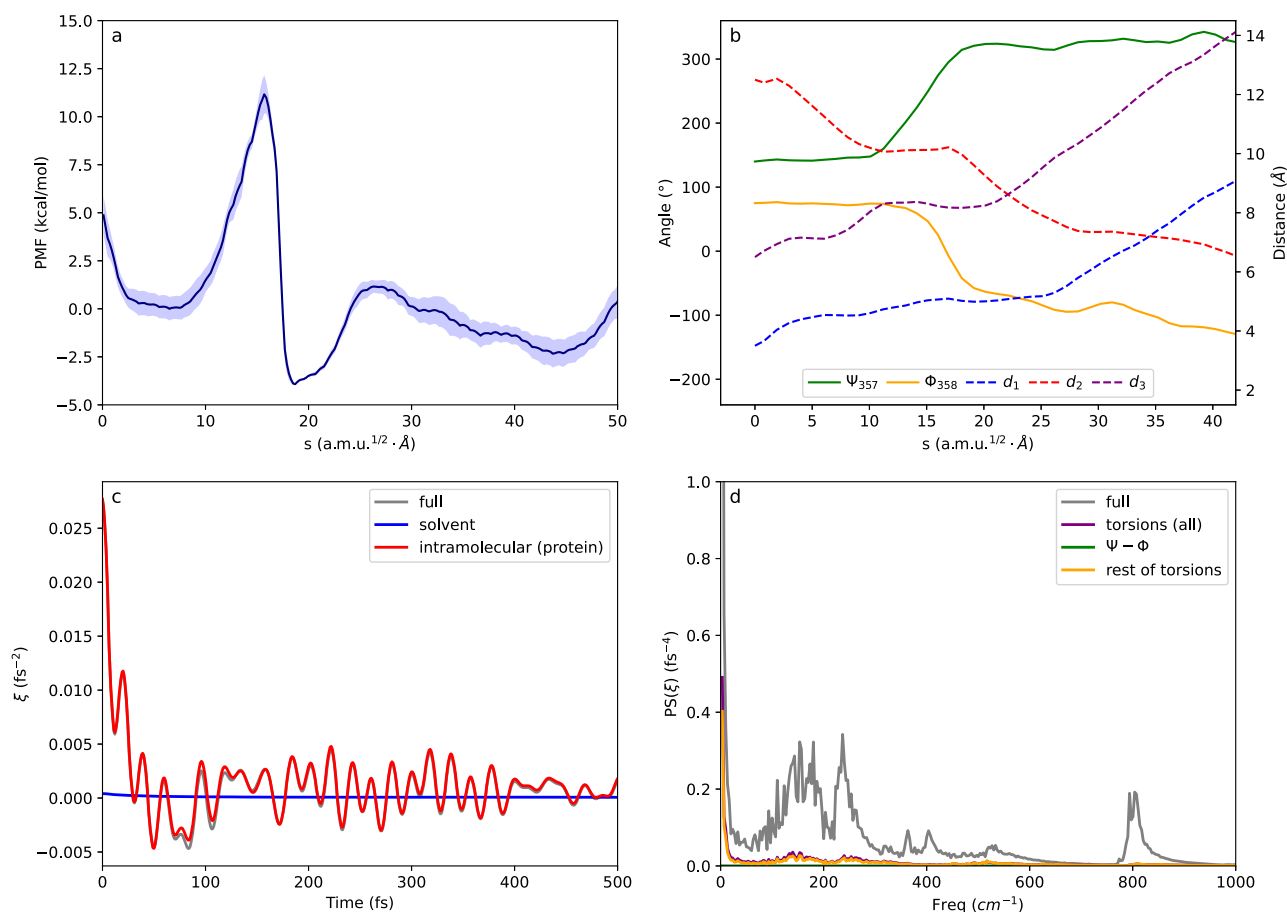 a
15.0
12.5
10.0
7.5
5.0
2.5
0.0
−2.5
−5.0
PMF (kcal/mol)
0 10 20 30 40 50
s (a.m.u.¹ᐟ² · Å)
b
300
200
100
0
−100
−200
Angle (°)
14
12
10
8
6
4
2
Distance (Å)
Ψ₃₅₇ Φ₃₅₈ d₁ d₂ d₃
0 5 10 15 20 25 30 35 40
s (a.m.u.¹ᐟ² · Å)
c
full
solvent
intramolecular (protein)
0.025
0.020
0.015
0.010
0.005
0.000
−0.005
ξ (fs⁻²)
0 100 200 300 400 500
Time (fs)
d
full
torsions (all)
Ψ − Φ
rest of torsions
1.0
0.8
0.6
0.4
0.2
0.0
PS(ξ) (fs⁻⁴)
0 200 400 600 800 1000
Freq (cm⁻¹)